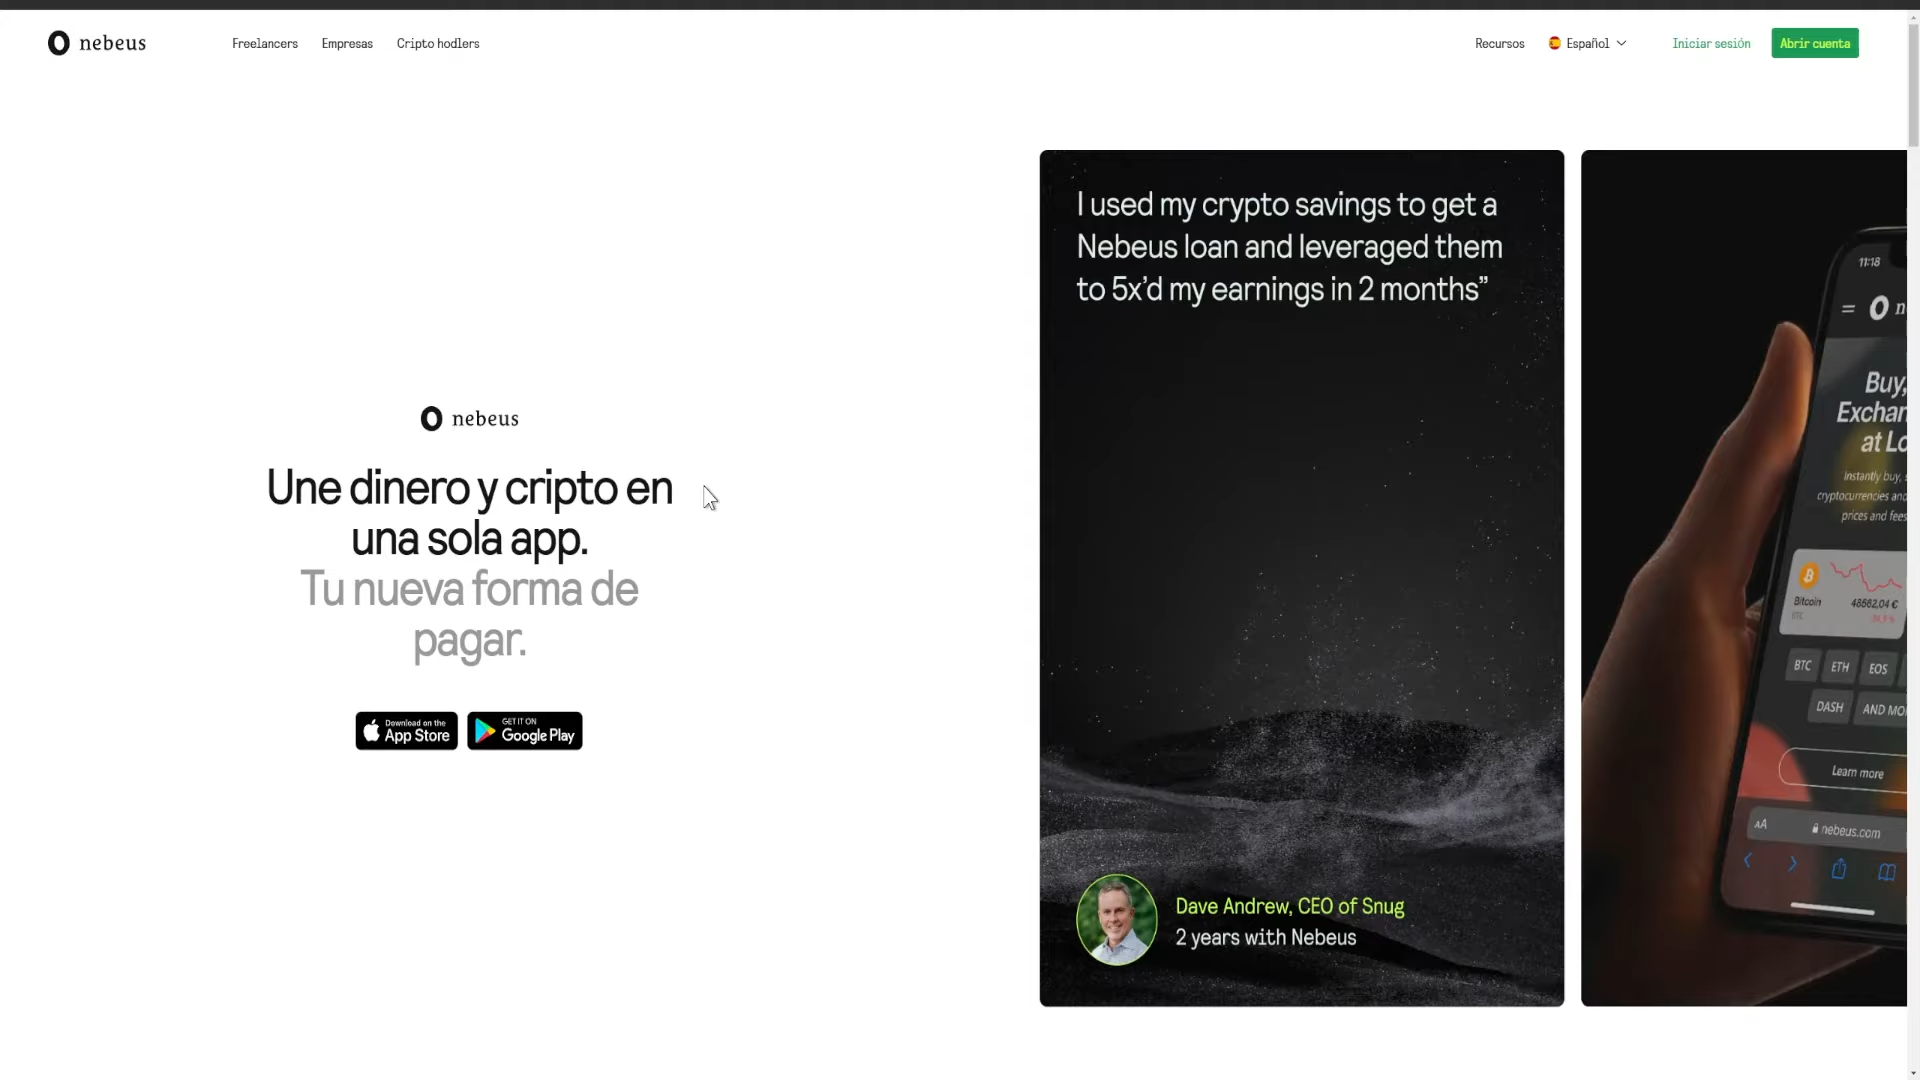 nebeus
Freelancers
Empresas
Cripto hodlers
Recursos
Español
Iniciar sesión
Abrir cuenta
nebeus
Une dinero y cripto en
una sola app.
Tu nueva forma de
pagar.
Download on the
App Store
GET IT ON
Google Play
I used my crypto savings to get a
Nebeus loan and leveraged them
to 5x'd my earnings in 2 months”
Dave Andrew, CEO of Snug
2 years with Nebeus
11:18
Buy,
at
Instantly buy,
cryptocurrencies and
prices and fees
Bitcoin 48562,04 €
BTC
BTC ETH EOS
DASH AND
Learn more
AA nebeus.com